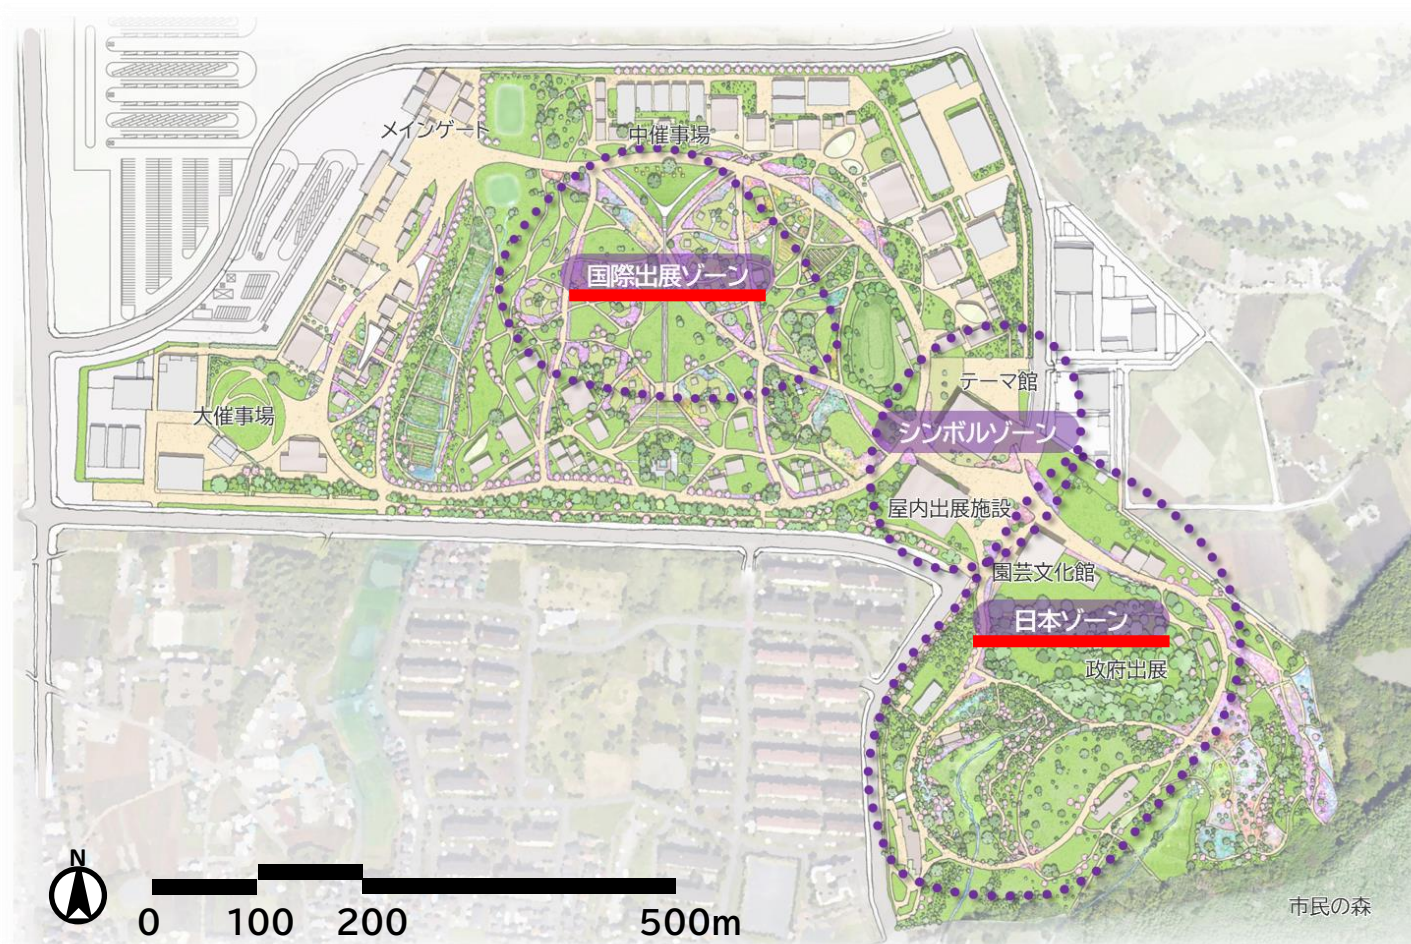 メインゲート
中催事場
国際出展ゾーン
テーマ館
大催事場
シンボルゾーン
屋内出展施設
園芸文化館
日本ゾーン
政府出展
市民の森
N
0 100 200 500m